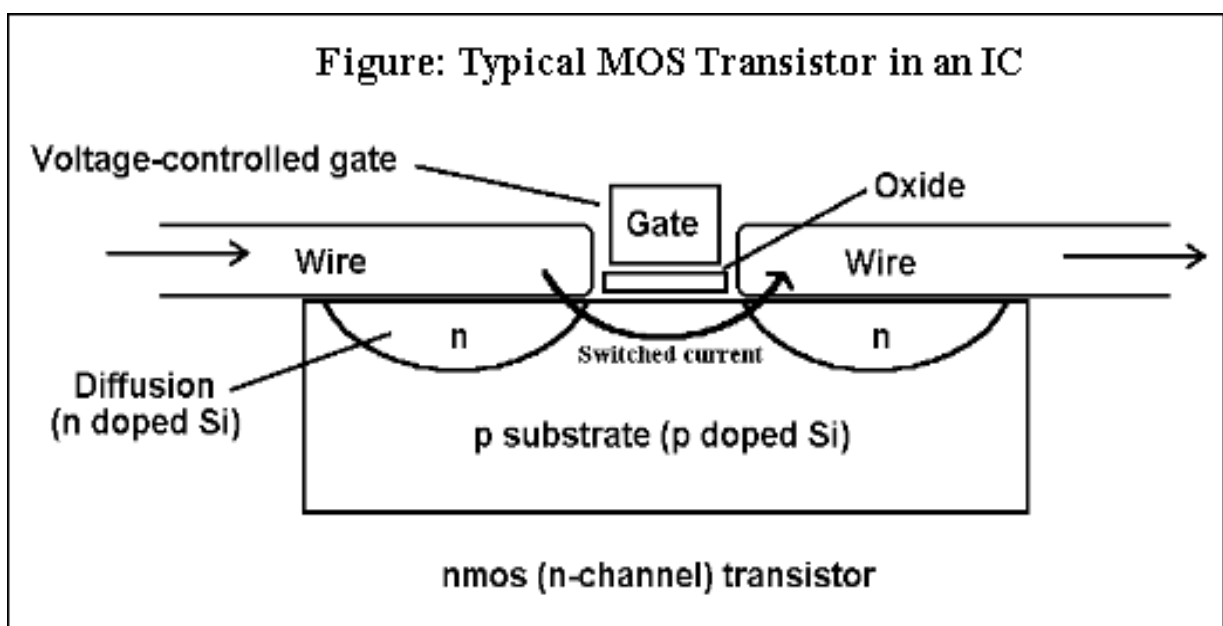 Figure: Typical MOS Transistor in an IC
Voltage-controlled gate
Oxide
Gate
Wire
Wire
n
n
Switched current
Diffusion
(n doped Si)
p substrate (p doped Si)
nmos (n-channel) transistor